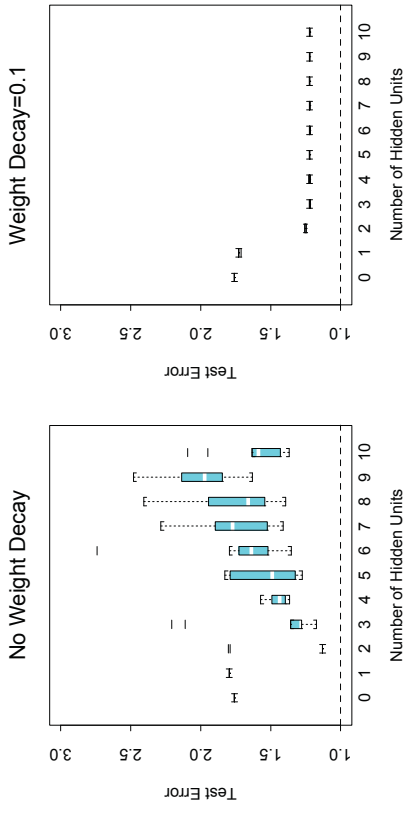 No Weight Decay
3.0
2.5
2.0
1.5
1.0
Test Error
0 1 2 3 4 5 6 7 8 9 10
Number of Hidden Units
Weight Decay=0.1
3.0
2.5
2.0
1.5
1.0
Test Error
0 1 2 3 4 5 6 7 8 9 10
Number of Hidden Units